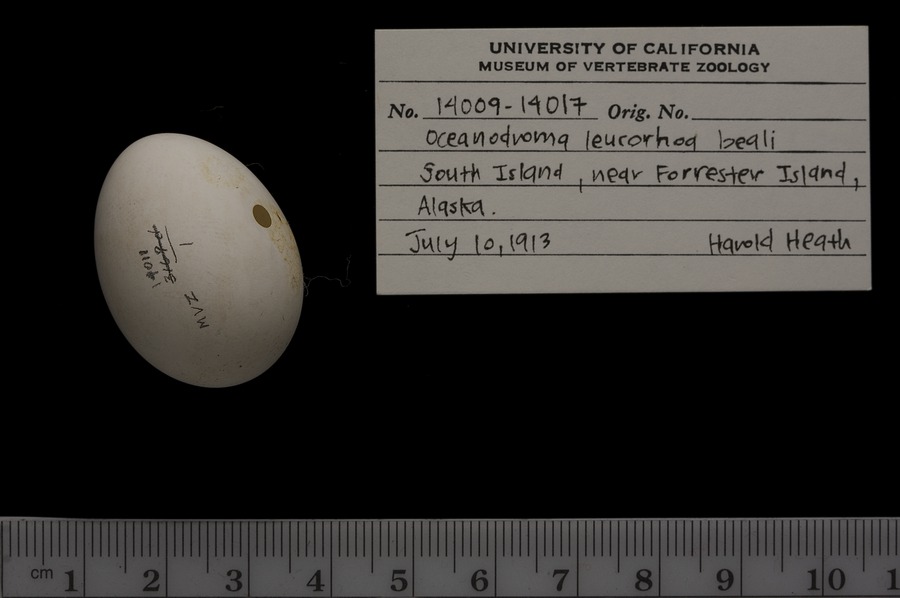 UNIVERSITY OF CALIFORNIA
MUSEUM OF VERTEBRATE ZOOLOGY
No. 14009-14017 Orig. No.
Oceanodroma leucorhoa beali
South Island, near Forrester Island,
Alaska.
July 10, 1913 Harold Heath
1
MVZ
cm 1 2 3 4 5 6 7 8 9 10 1